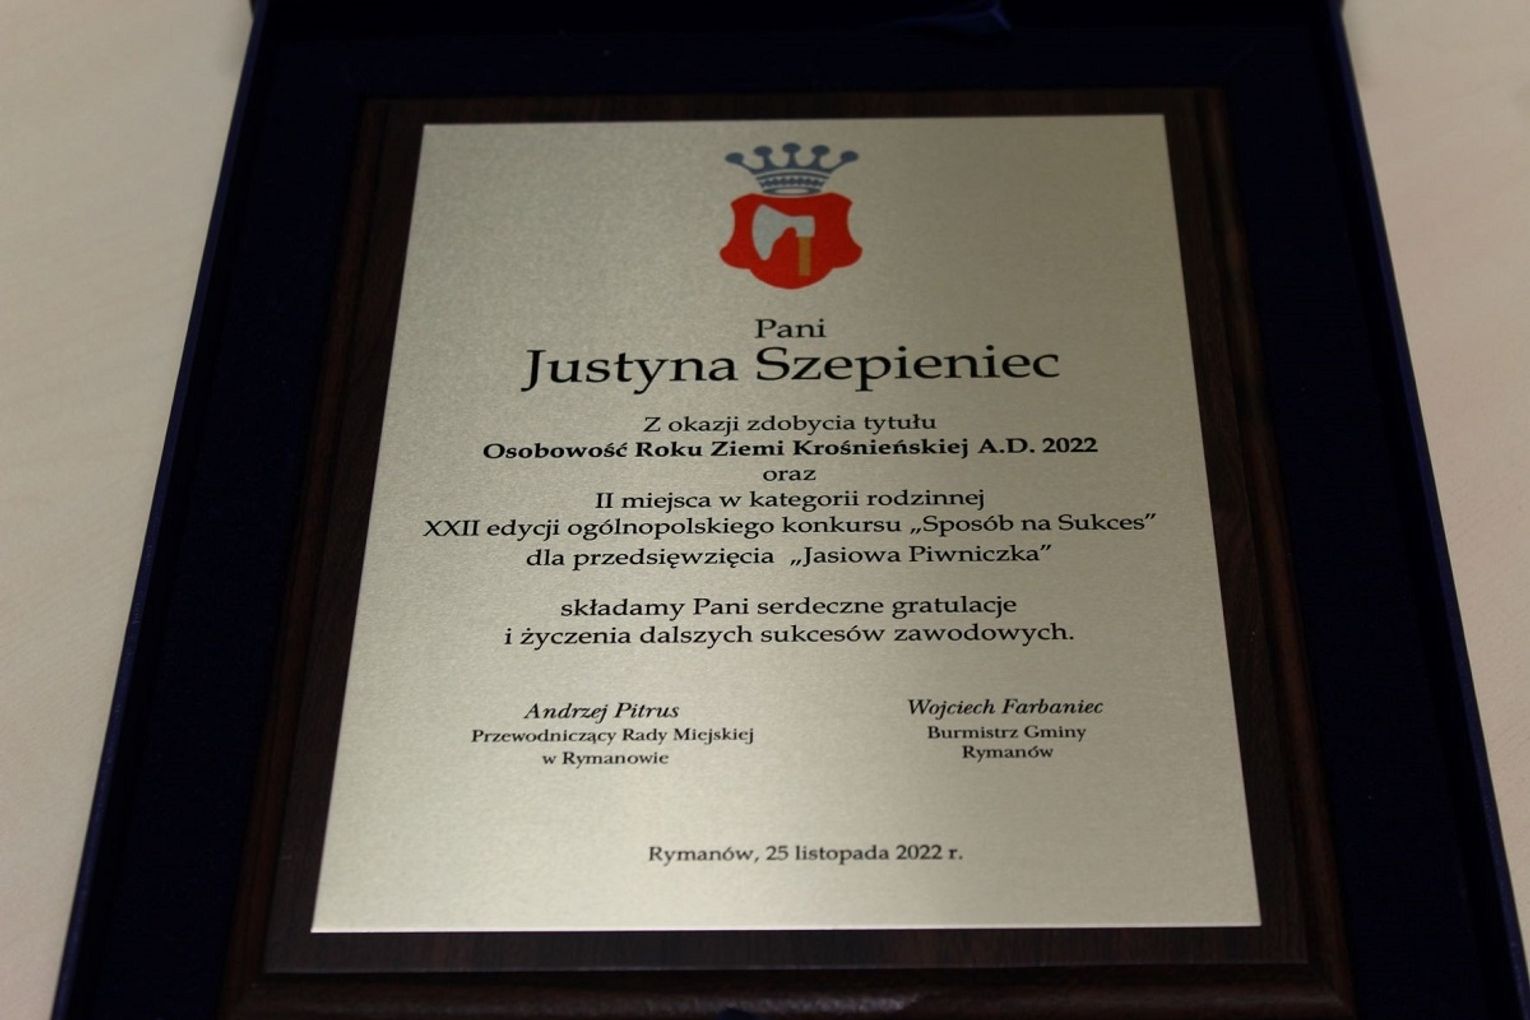 Pani
Justyna Szepieniec
Z okazji zdobycia tytułu
Osobowość Roku Ziemi Krośnieńskiej A.D. 2022
oraz
II miejsca w kategorii rodzinnej
XXII edycji ogólnopolskiego konkursu „Sposób na Sukces”
dla przedsięwzięcia „Jasiowa Piwniczka”
składamy Pani serdeczne gratulacje
i życzenia dalszych sukcesów zawodowych.
Andrzej Pitrus
Przewodniczący Rady Miejskiej
w Rymanowie
Wojciech Farbaniec
Burmistrz Gminy
Rymanów
Rymanów, 25 listopada 2022 r.